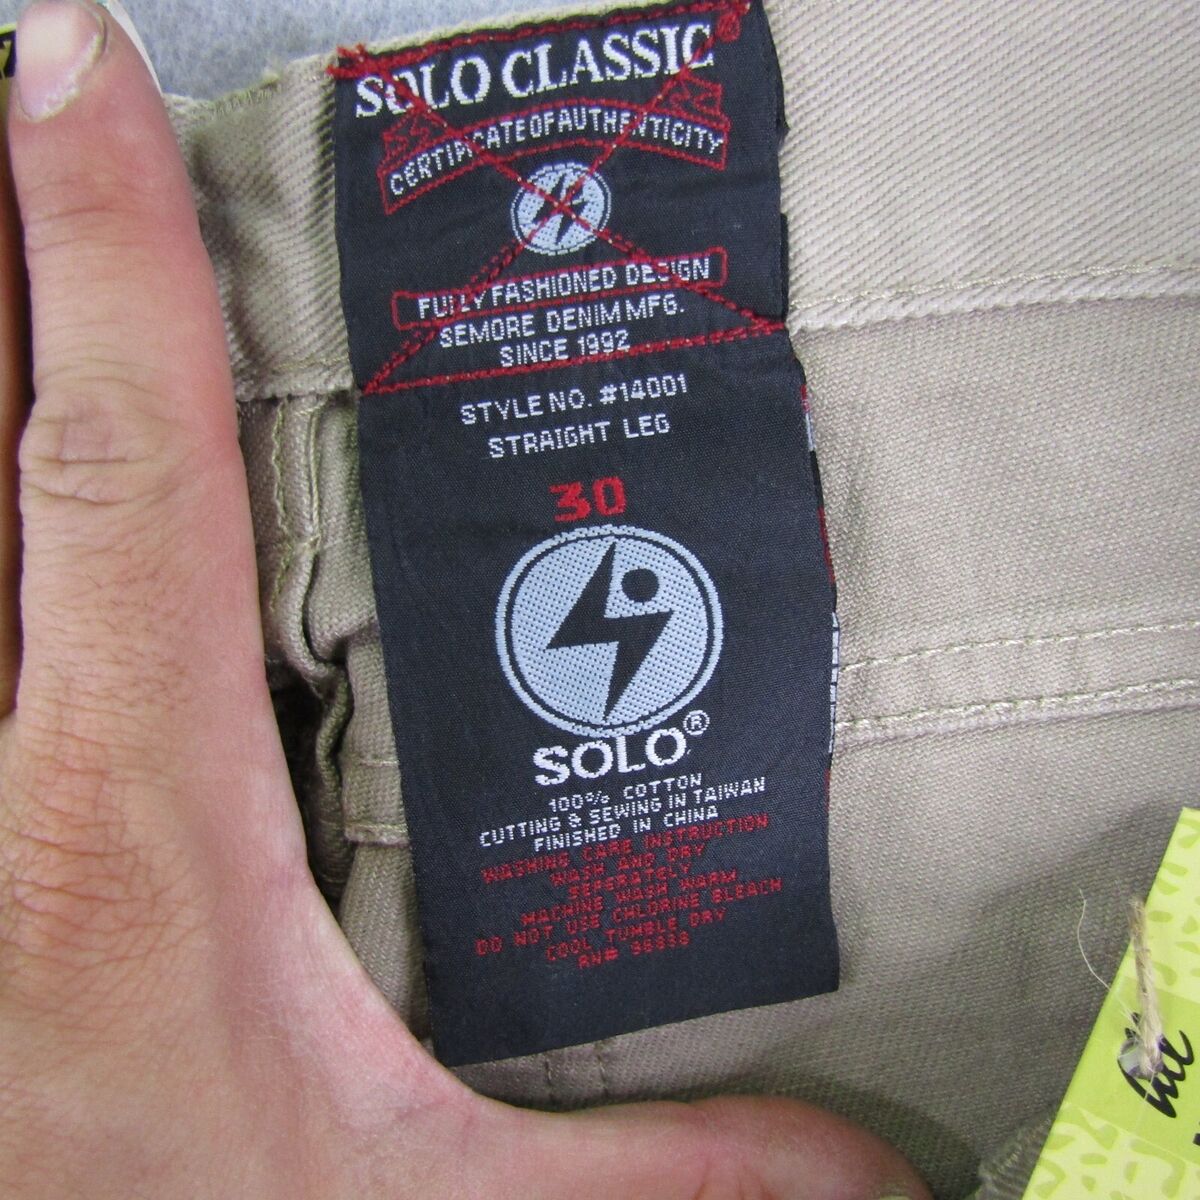 SOLO CLASSIC®
CERTIFICATE OF AUTHENTICITY
FULLY FASHIONED DESIGN
SEMORE DENIM MFG.
SINCE 1992
STYLE NO. #14001
STRAIGHT LEG
30
SOLO®
100% COTTON
CUTTING & SEWING IN TAIWAN
FINISHED IN CHINA
WASHING CARE INSTRUCTION
WASH AND DRY
SEPERATELY
MACHINE WASH WARM
DO NOT USE CHLORINE BLEACH
COOL TUMBLE DRY